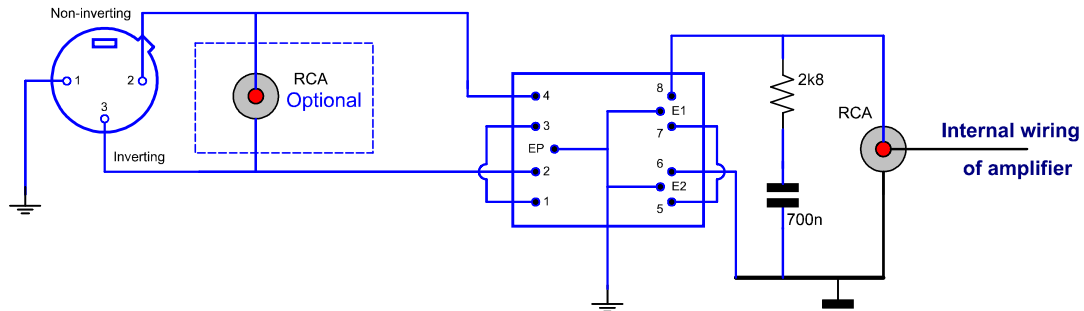 Non-inverting
1
2
3
Inverting
RCA
Optional
4
3
EP
2
1
8
E1
7
6
E2
5
2k8
700n
RCA
Internal wiring
of amplifier